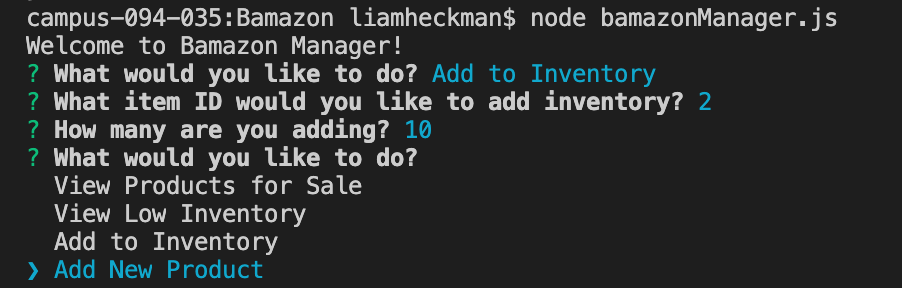 campus-094-035:Bamazon liamheckman$ node bamazonManager.js
Welcome to Bamazon Manager!
? What would you like to do? Add to Inventory
? What item ID would you like to add inventory? 2
? How many are you adding? 10
? What would you like to do?
View Products for Sale
View Low Inventory
Add to Inventory
❯ Add New Product